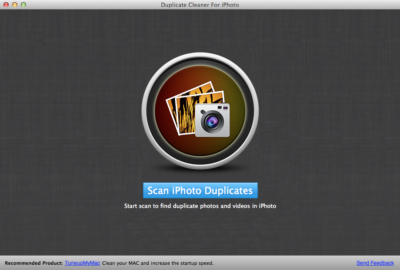 Duplicate Cleaner For iPhoto
Scan iPhoto Duplicates
Start scan to find duplicate photos and videos in iPhoto
Recommended Product: TuneupMyMac Clean your MAC and increase the startup speed. Send Feedback